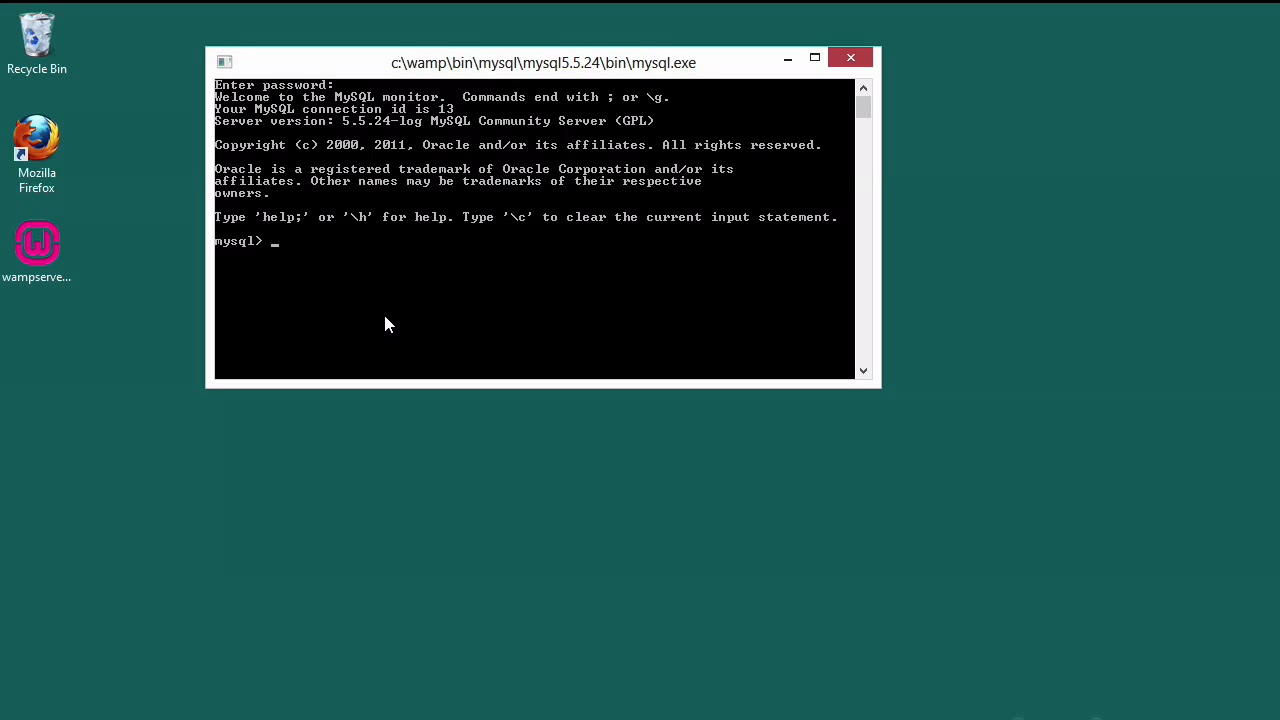 Recycle Bin
Mozilla
Firefox
wampserve...
c:\wamp\bin\mysql\mysql5.5.24\bin\mysql.exe
Enter password:
Welcome to the MySQL monitor.  Commands end with ; or \g.
Your MySQL connection id is 13
Server version: 5.5.24-log MySQL Community Server (GPL)
Copyright (c) 2000, 2011, Oracle and/or its affiliates. All rights reserved.
Oracle is a registered trademark of Oracle Corporation and/or its
affiliates. Other names may be trademarks of their respective
owners.
Type 'help;' or '\h' for help. Type '\c' to clear the current input statement.
mysql> _